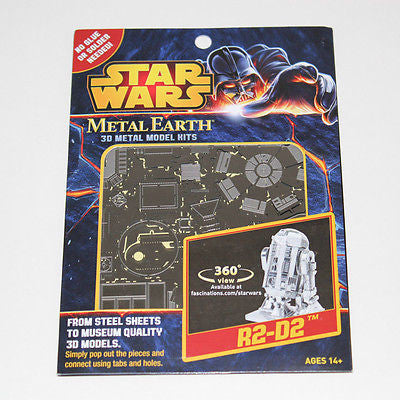 NO GLUE
OR SOLDER
NEEDED!
STAR
WARS
METAL EARTH®
3D METAL MODEL KITS
360°
view
Available at
fascinations.com/starwars
FROM STEEL SHEETS
TO MUSEUM QUALITY
3D MODELS.
Simply pop out the pieces and
connect using tabs and holes.
R2-D2™
AGES 14+